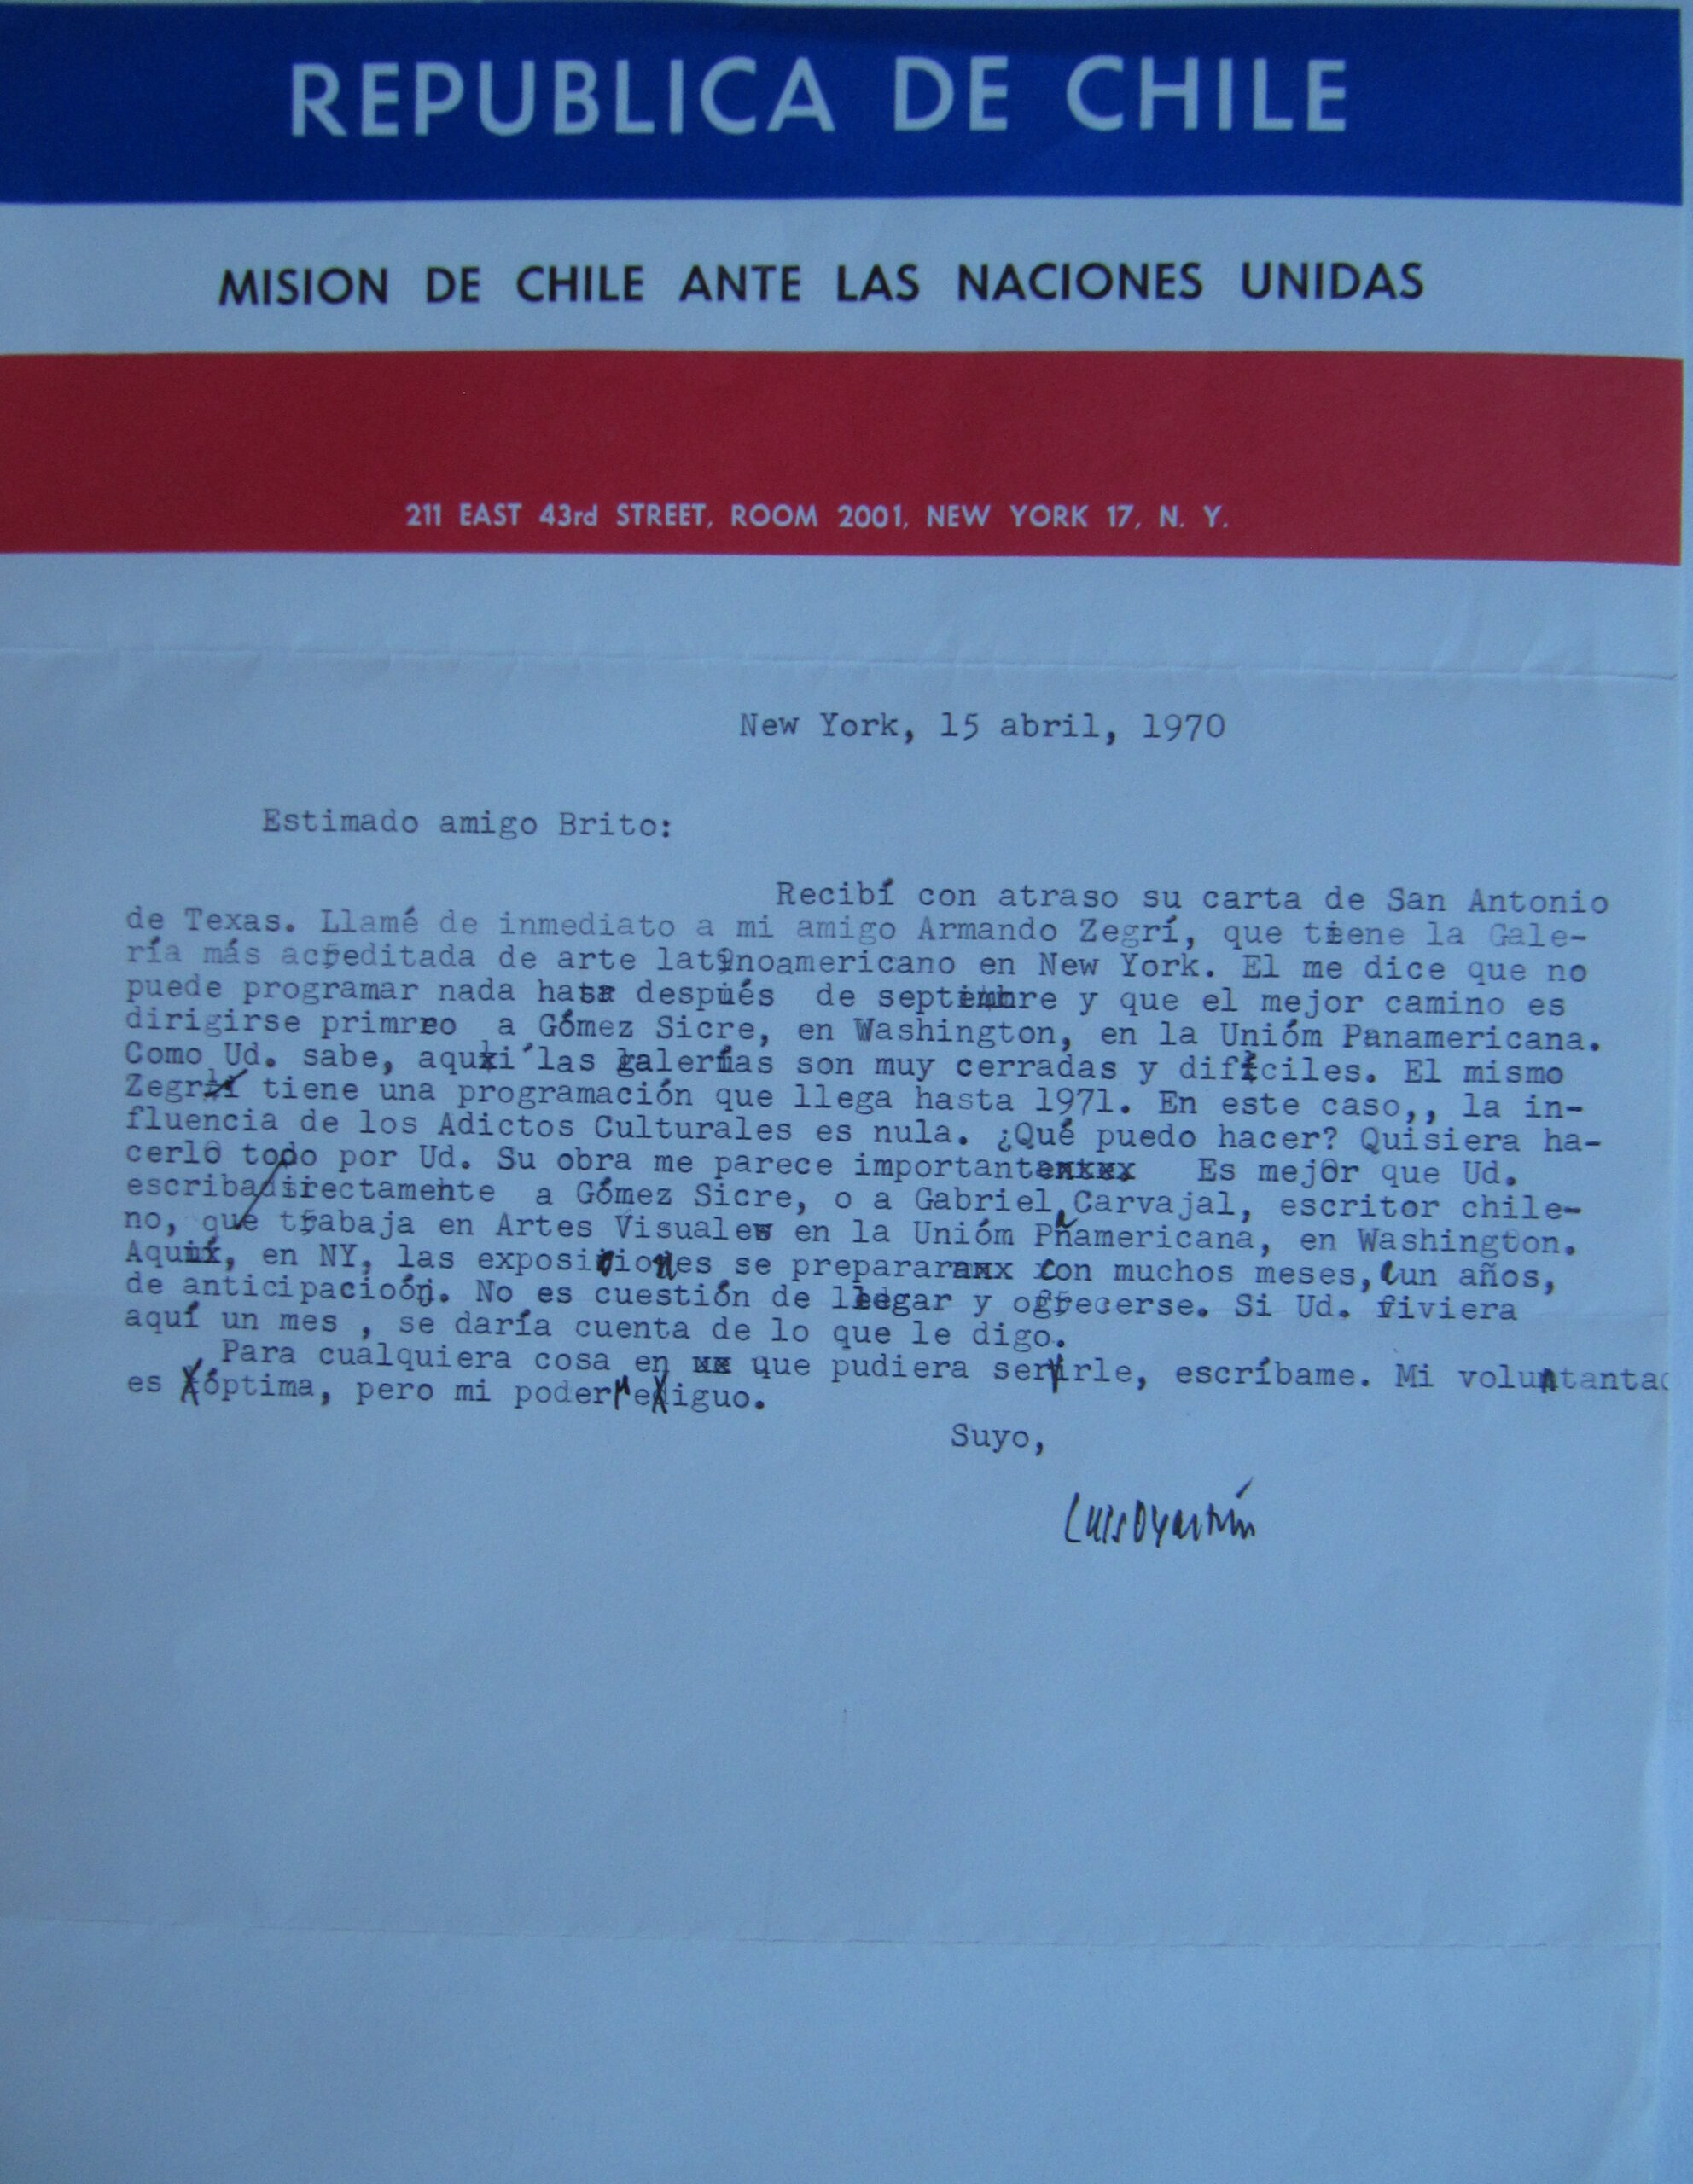 REPUBLICA DE CHILE
MISION DE CHILE ANTE LAS NACIONES UNIDAS
211 EAST 43rd STREET, ROOM 2001, NEW YORK 17, N. Y.
New York, 15 abril, 1970
Estimado amigo Brito:
Recibí con atraso su carta de San Antonio
de Texas. Llamé de inmediato a mi amigo Armando Zegrí, que tiene la Gale-
ría más acreditada de arte latinoamericano en New York. El me dice que no
puede programar nada hasta después de septiembre y que el mejor camino es
dirigirse primreo a Gómez Sicre, en Washington, en la Unióm Panamericana.
Como Ud. sabe, aquí las galerías son muy cerradas y difíciles. El mismo
Zegrí tiene una programación que llega hasta 1971. En este caso,, la in-
fluencia de los Adictos Culturales es nula. ¿Qué puedo hacer? Quisiera ha-
cerlo todo por Ud. Su obra me parece importante Es mejor que Ud.
escriba directamente a Gómez Sicre, o a Gabriel Carvajal, escritor chile-
no, que trabaja en Artes Visuales en la Unióm Panamericana, en Washington.
Aquí, en NY, las exposiciones se preparan con muchos meses, un años,
de anticipacioón. No es cuestión de llegar y ofrecerse. Si Ud. viviera
aquí un mes , se daría cuenta de lo que le digo.
Para cualquiera cosa en que pudiera servirle, escríbame. Mi voluntantad
es óptima, pero mi poder exiguo.
Suyo,
Luis Oyarzún